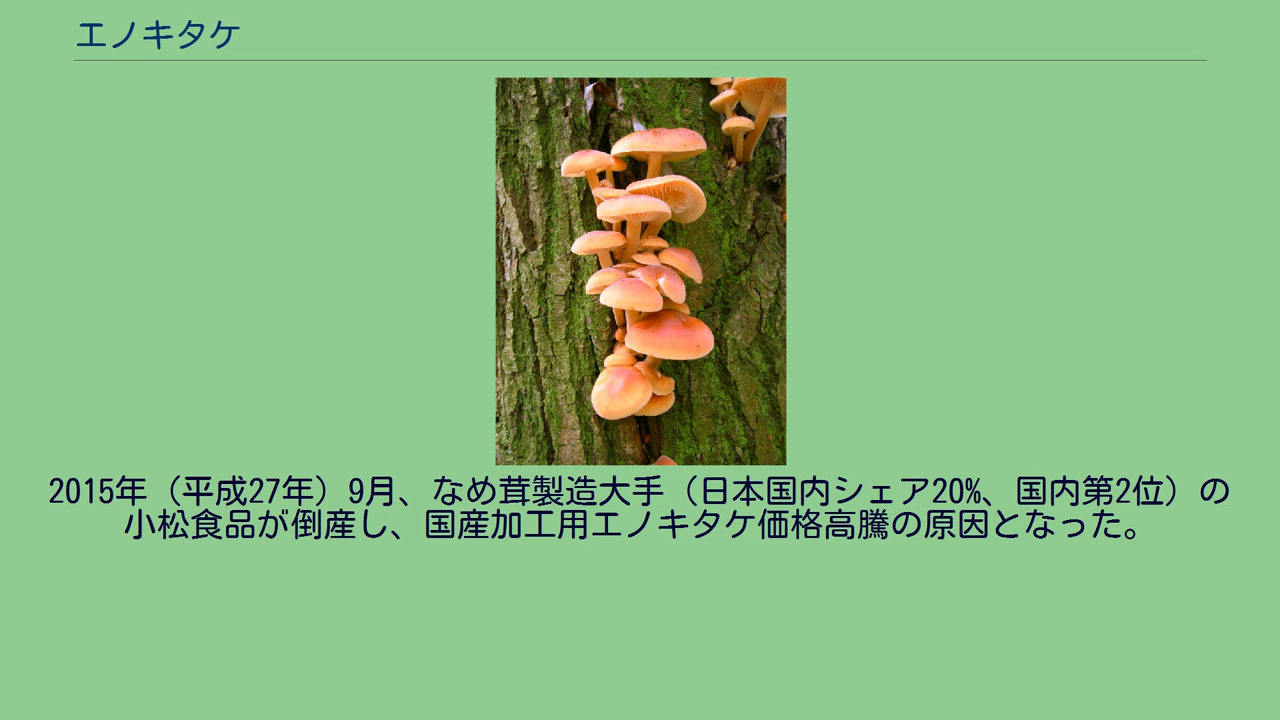 エノキタケ
2015年（平成27年）9月、なめ茸製造大手（日本国内シェア20%、国内第2位）の
小松食品が倒産し、国産加工用エノキタケ価格高騰の原因となった。